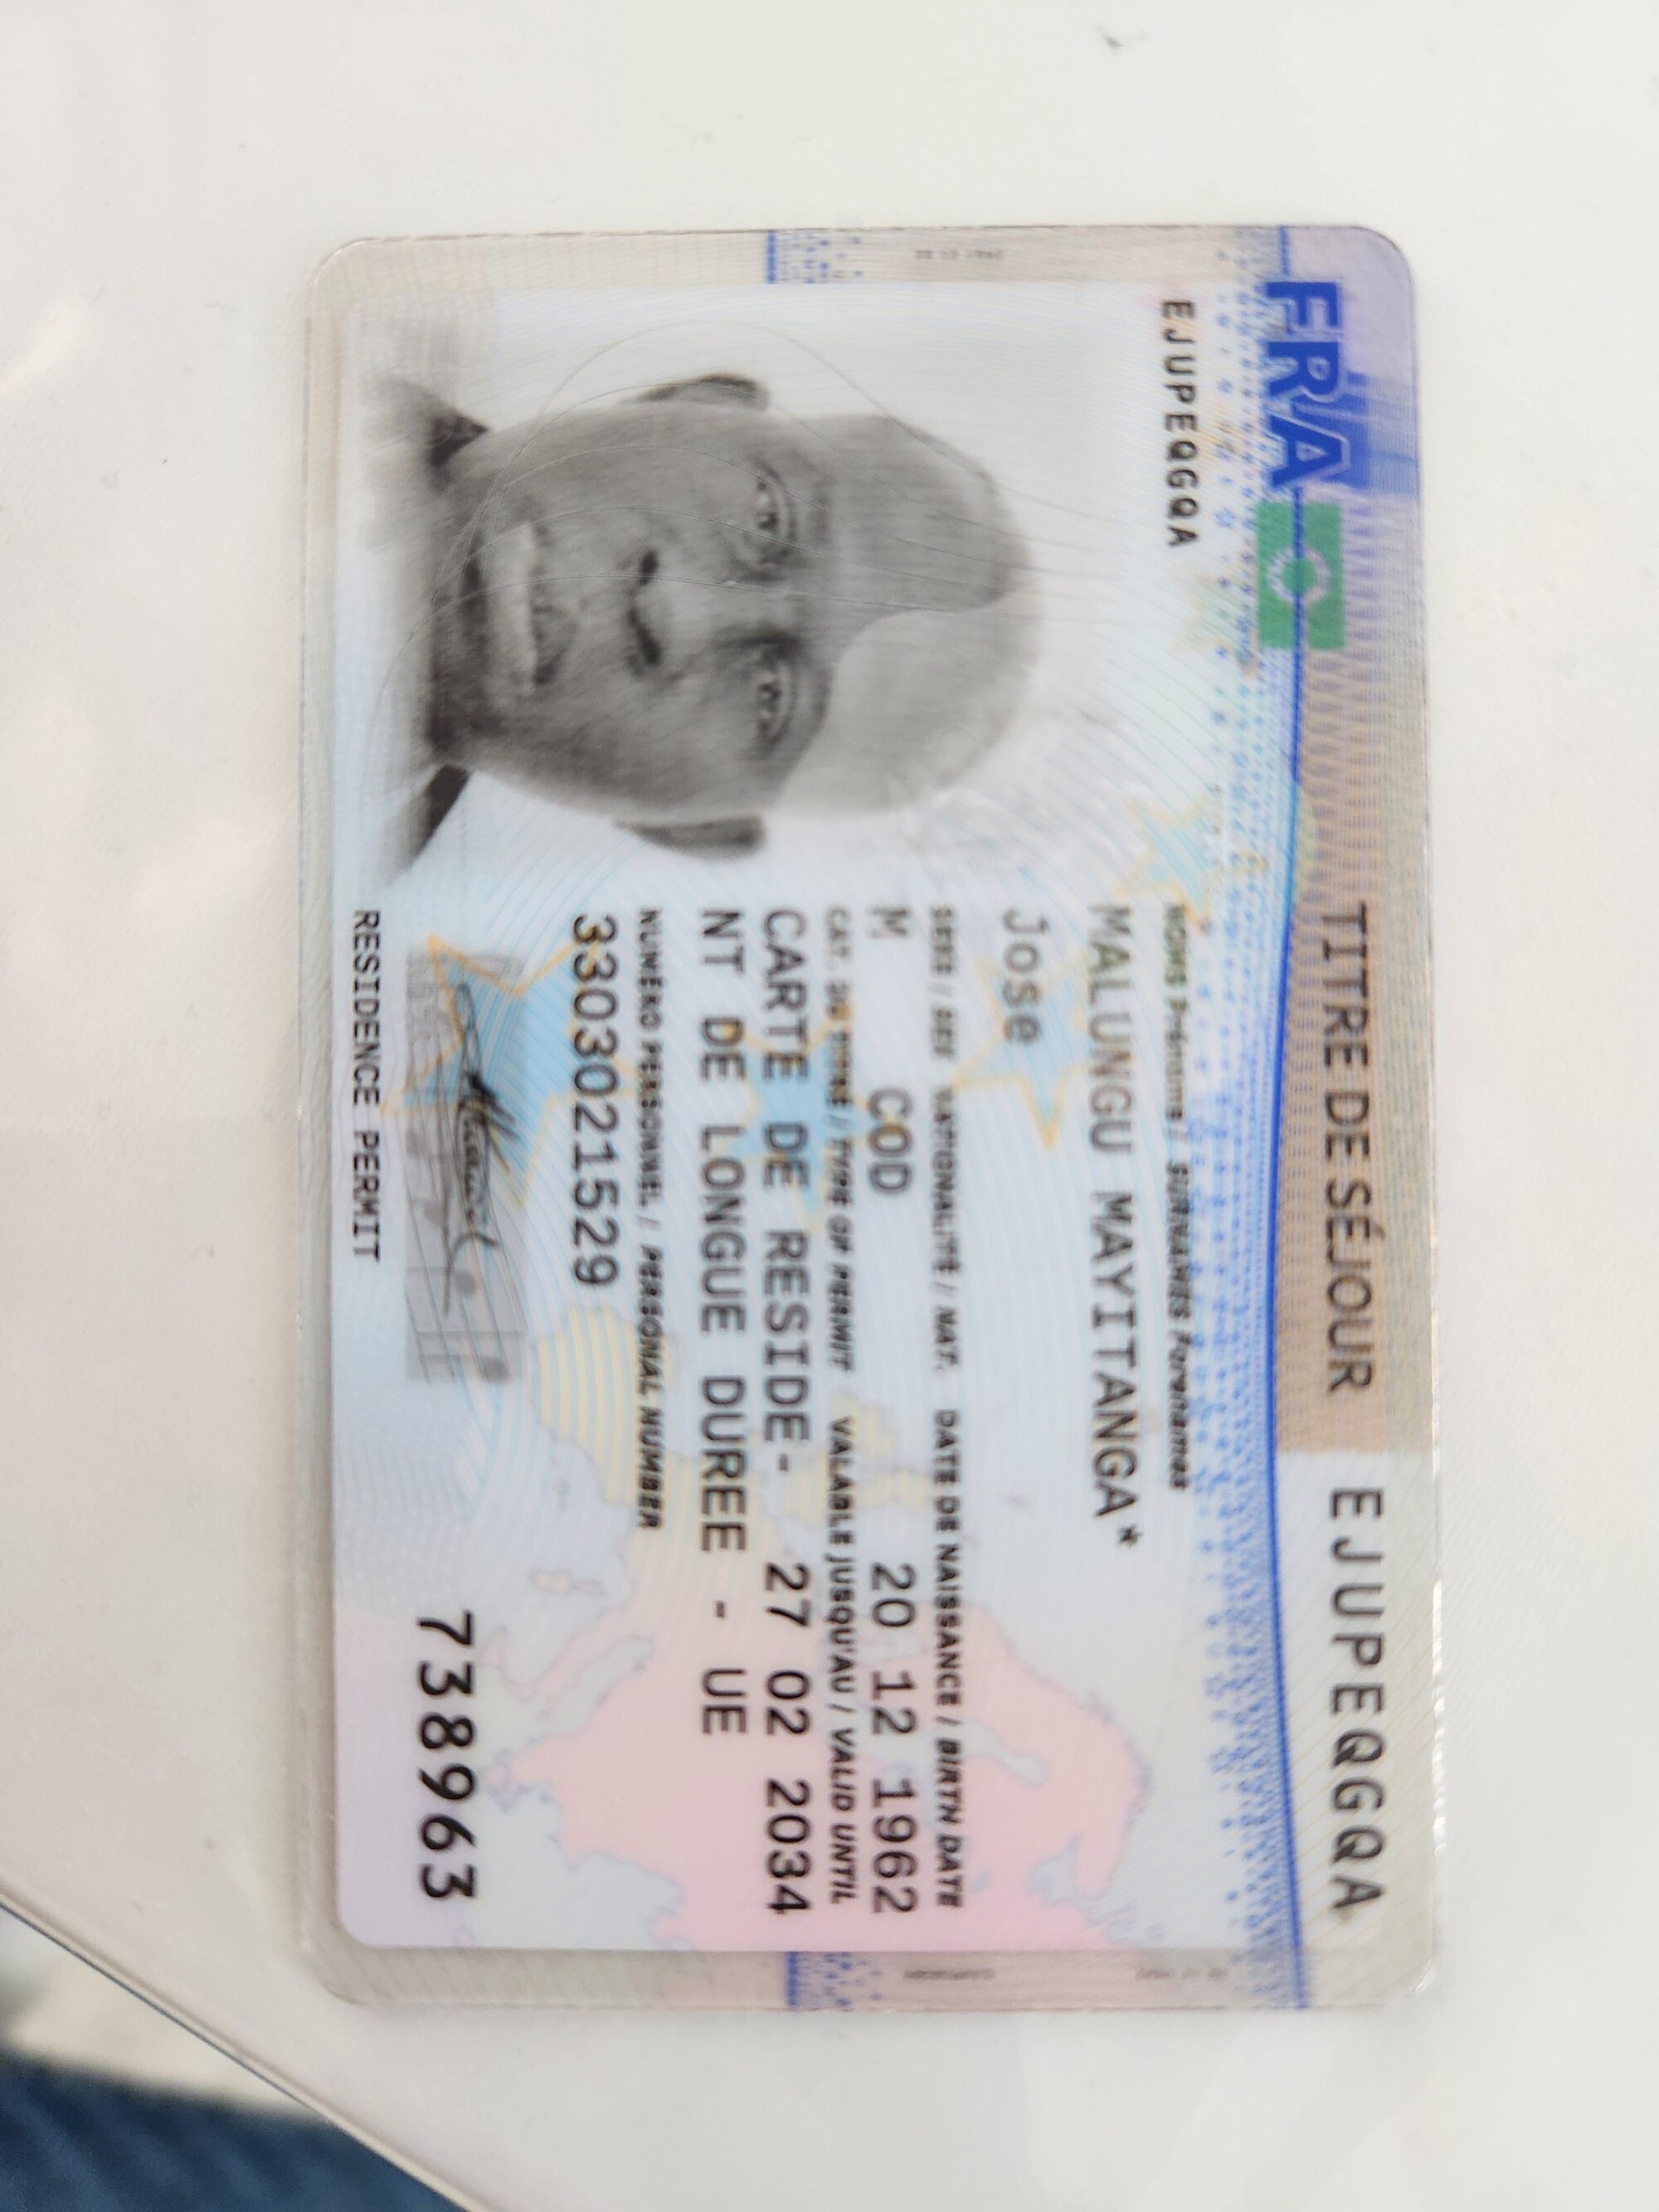 FRA TITRE DE SÉJOUR EJUPEQGQA
EJUPEQGQA
NOMS Prénoms / SURNAMES Forenames
MALUNGU MAYITANGA*
Jose
SEXE / SEX NATIONALITÉ / NAT. DATE DE NAISSANCE / BIRTH DATE
M COD 20 12 1962
CAT. DU TITRE / TYPE OF PERMIT VALABLE JUSQU'AU / VALID UNTIL
CARTE DE RESIDE- 27 02 2034
NT DE LONGUE DUREE - UE
NUMÉRO PERSONNEL / PERSONAL NUMBER
3303021529
738963
RESIDENCE PERMIT